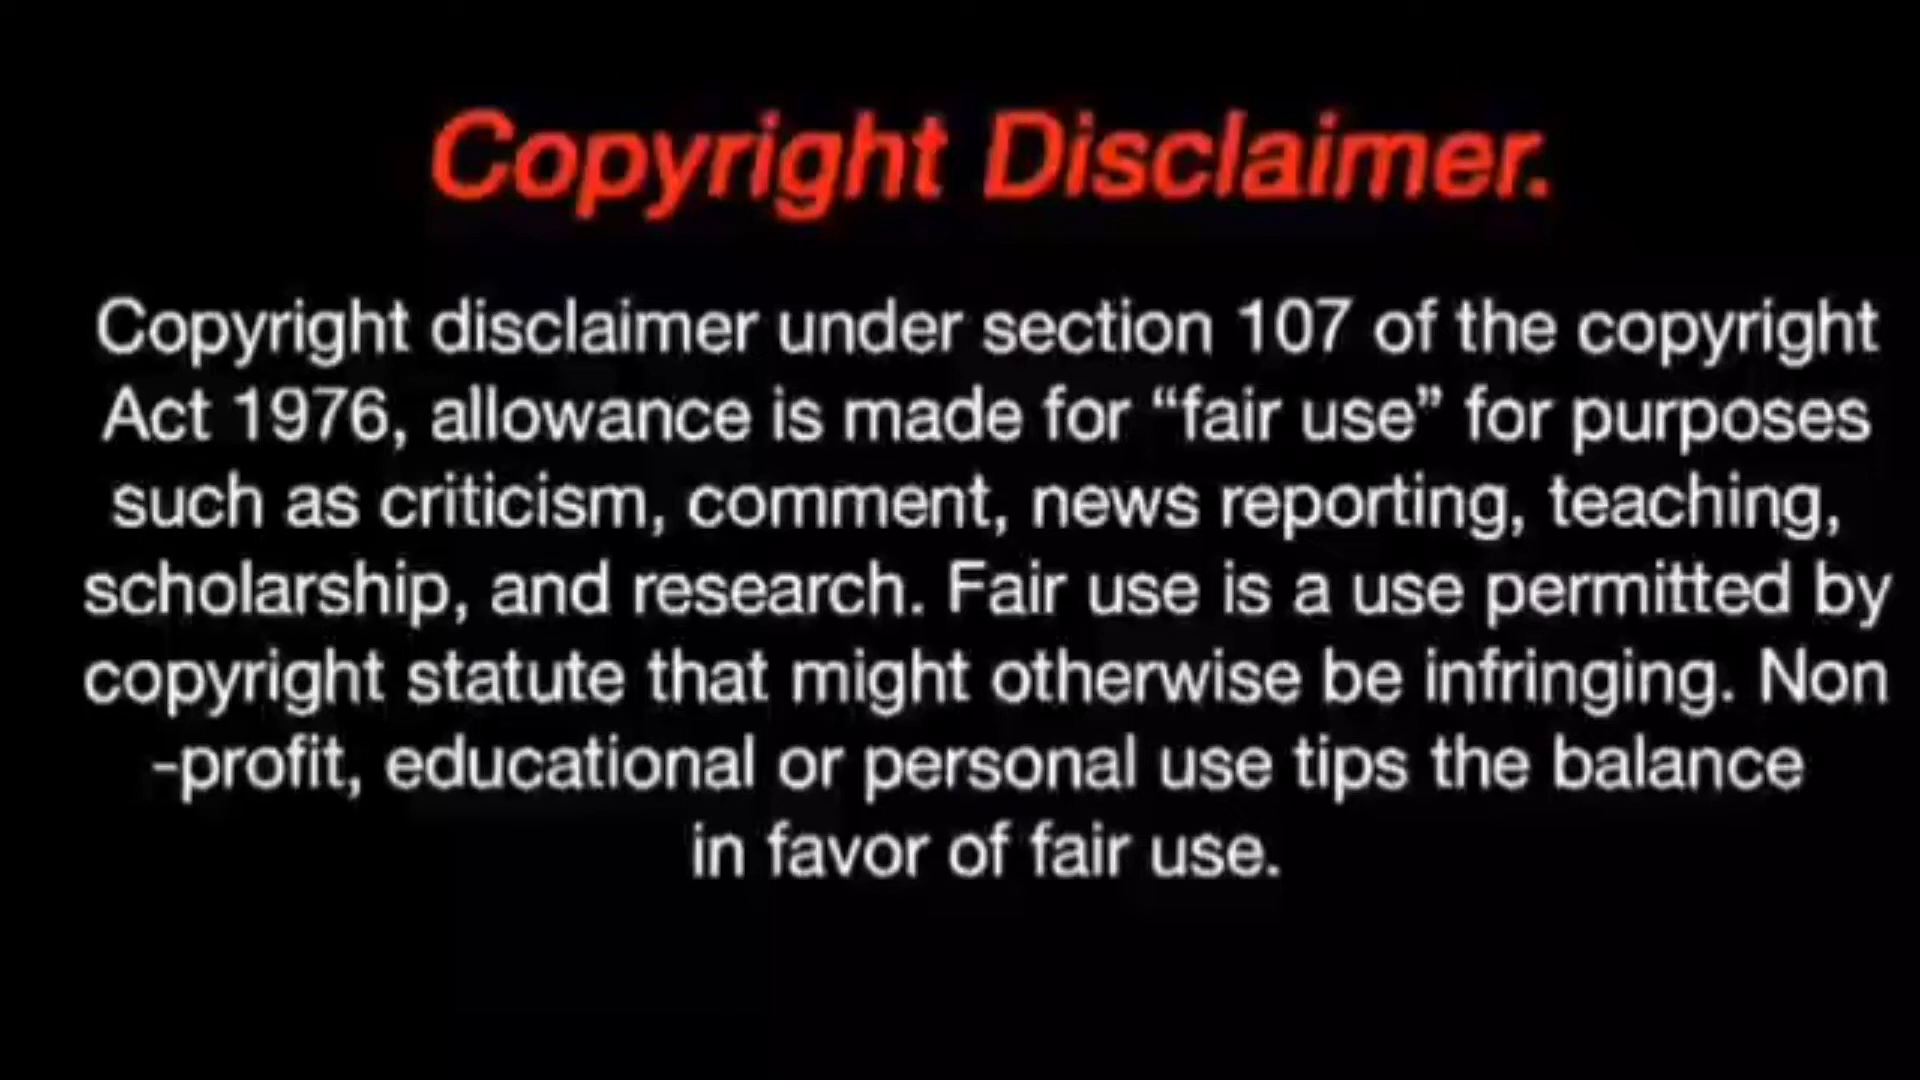 Copyright Disclaimer.
Copyright disclaimer under section 107 of the copyright
Act 1976, allowance is made for “fair use” for purposes
such as criticism, comment, news reporting, teaching,
scholarship, and research. Fair use is a use permitted by
copyright statute that might otherwise be infringing. Non
-profit, educational or personal use tips the balance
in favor of fair use.